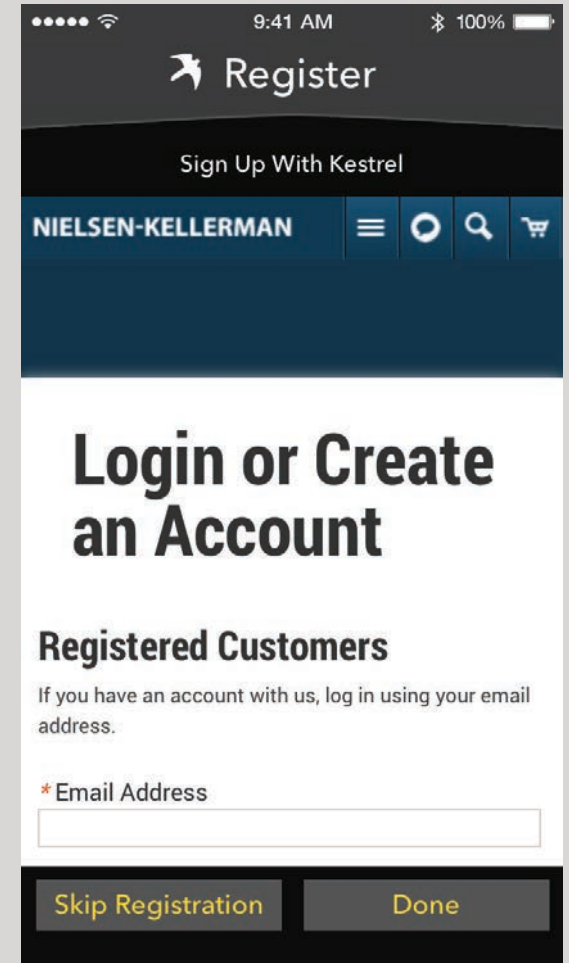 9:41 AM
100%
Register
Sign Up With Kestrel
NIELSEN-KELLERMAN
Login or Create
an Account
Registered Customers
If you have an account with us, log in using your email
address.
*Email Address
Skip Registration
Done